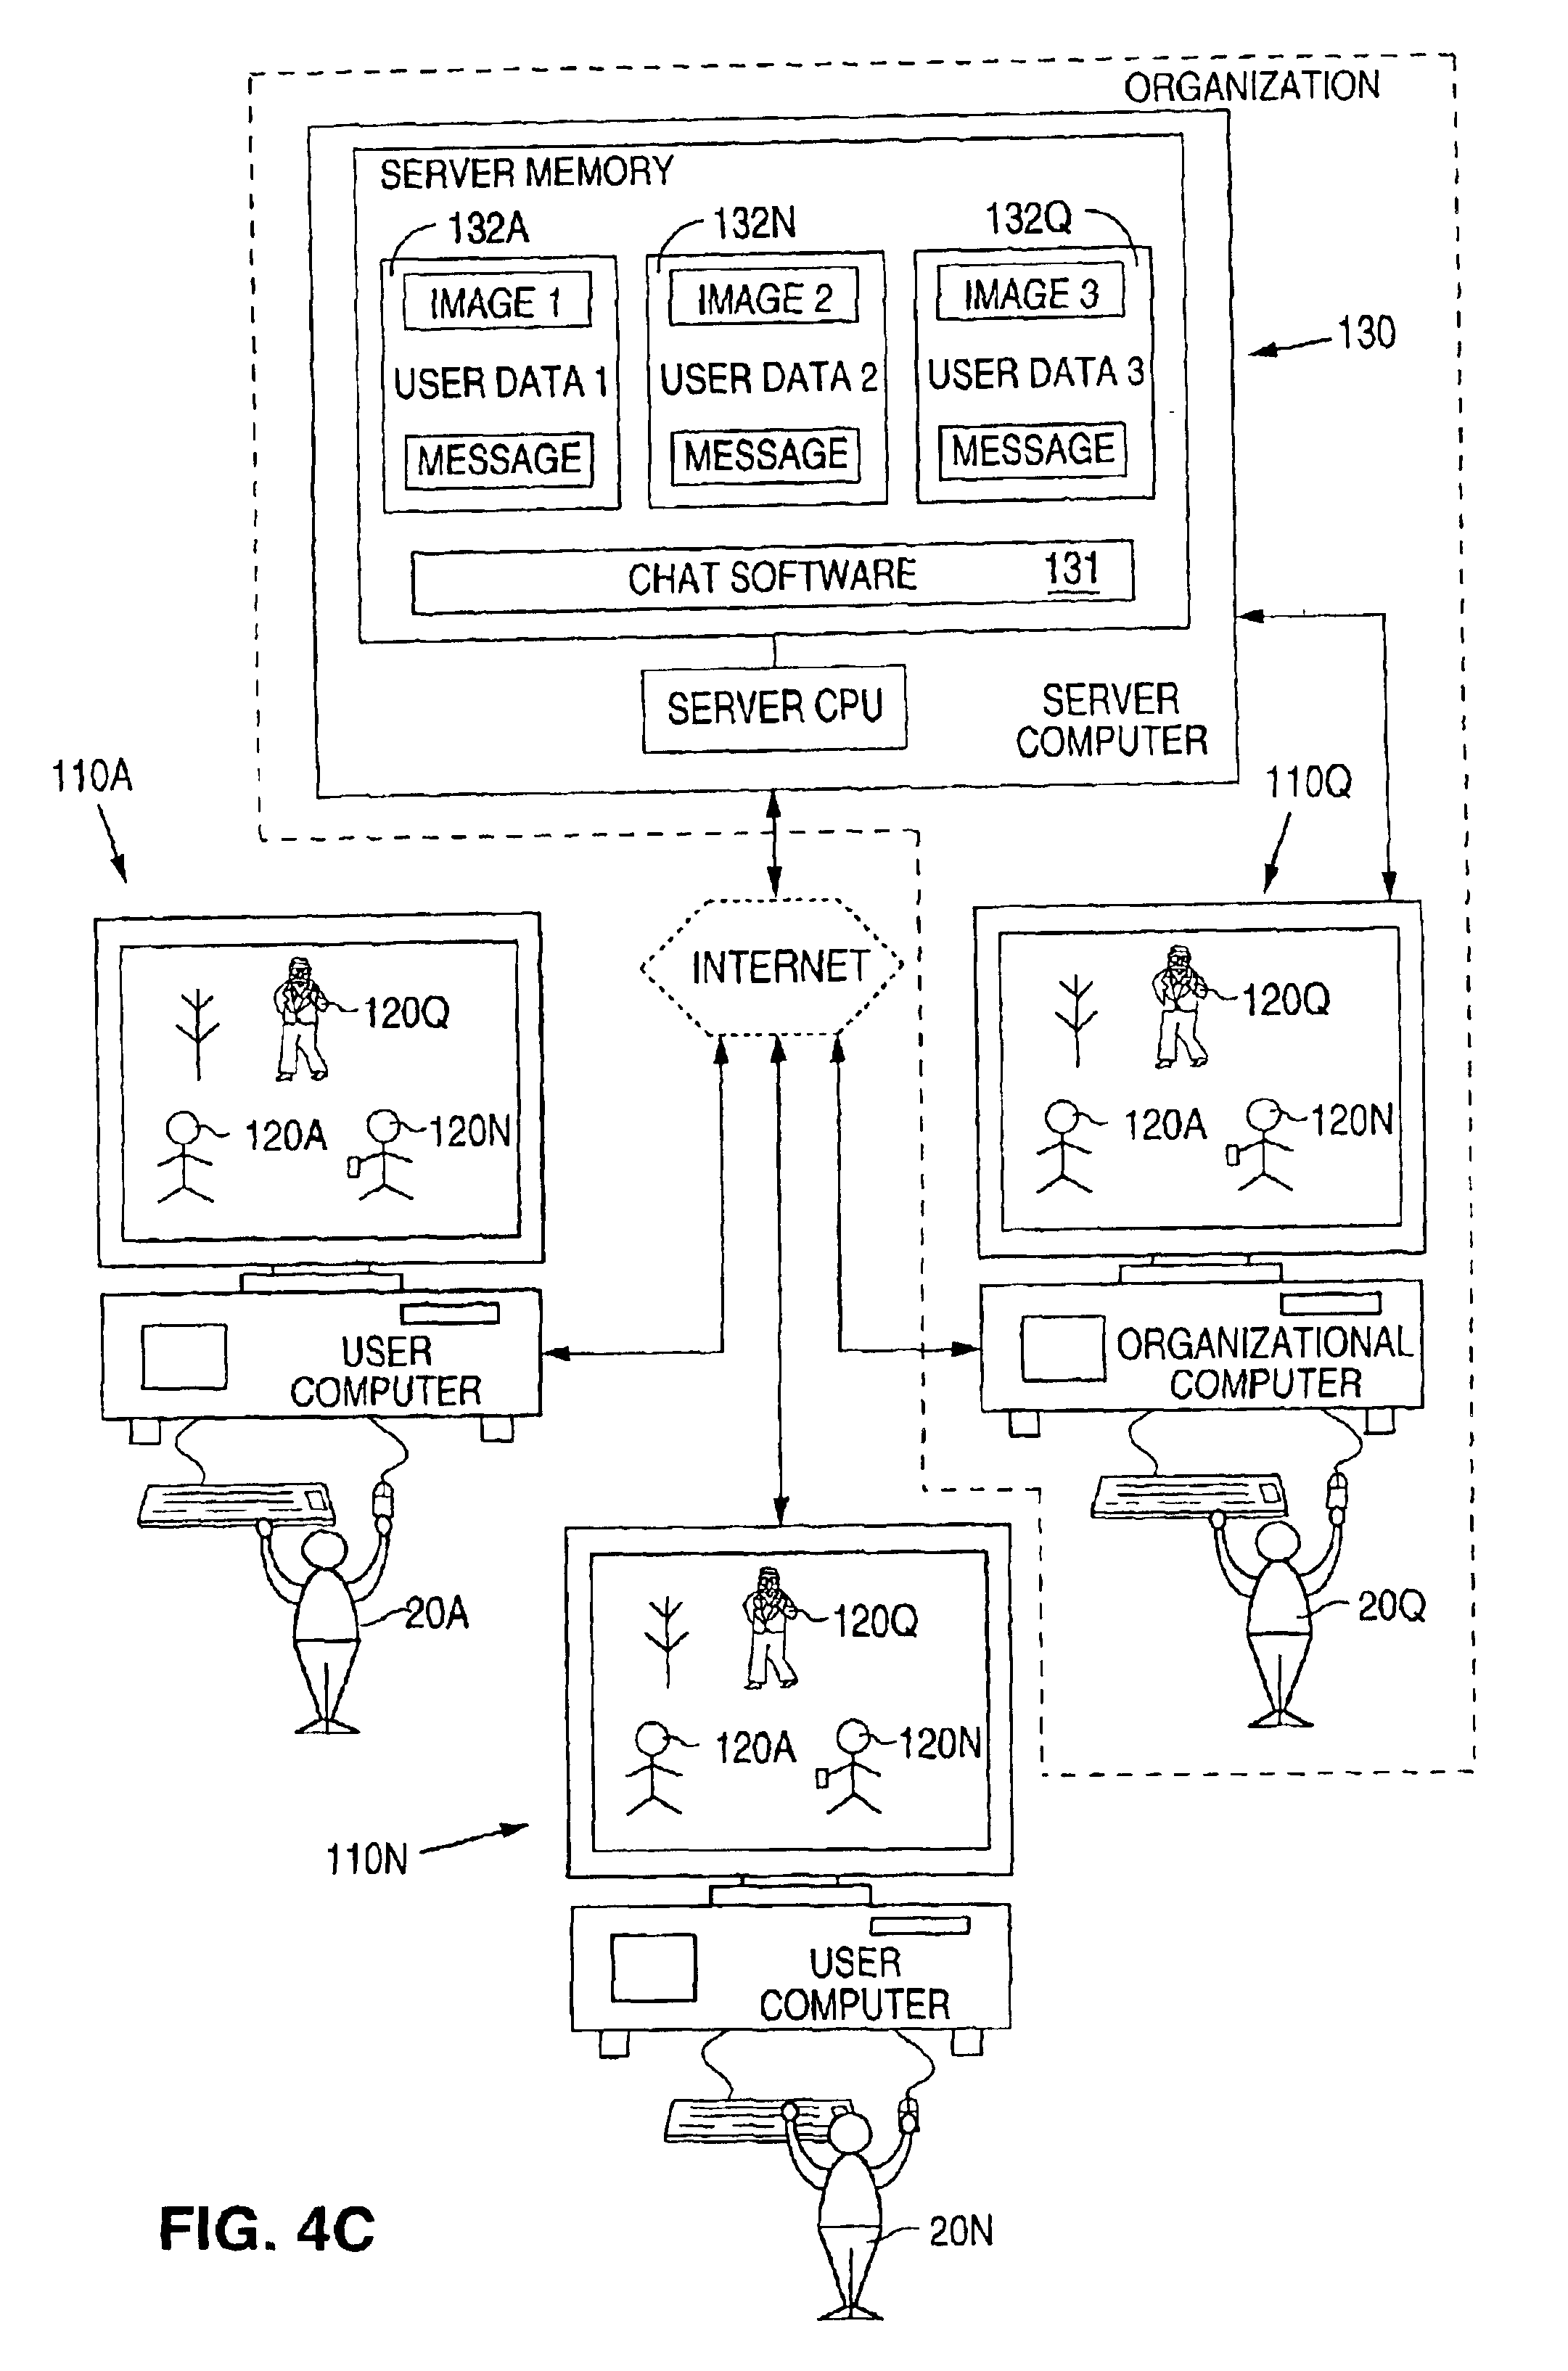 ORGANIZATION
SERVER MEMORY
132A
132N
132Q
IMAGE 1
IMAGE 2
IMAGE 3
130
USER DATA 1
USER DATA 2
USER DATA 3
MESSAGE
MESSAGE
MESSAGE
CHAT SOFTWARE 131
SERVER CPU
SERVER
COMPUTER
110A
110Q
INTERNET
120Q
120A
120N
120Q
120A
120N
USER
COMPUTER
ORGANIZATIONAL
COMPUTER
20A
20Q
120Q
120A
120N
110N
USER
COMPUTER
20N
FIG. 4C